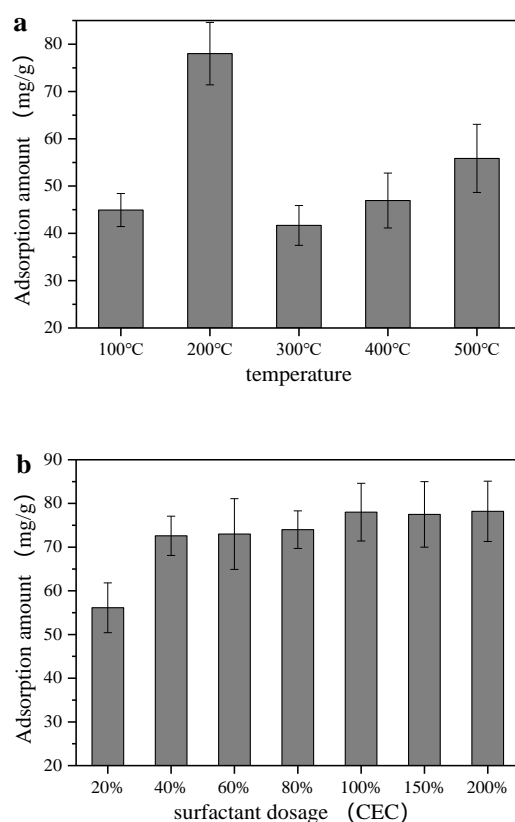 a
Adsorption amount （mg/g）
80
70
60
50
40
30
20
100°C 200°C 300°C 400°C 500°C
temperature
b
Adsorption amount （mg/g）
90
80
70
60
50
40
30
20
20% 40% 60% 80% 100% 150% 200%
surfactant dosage （CEC）